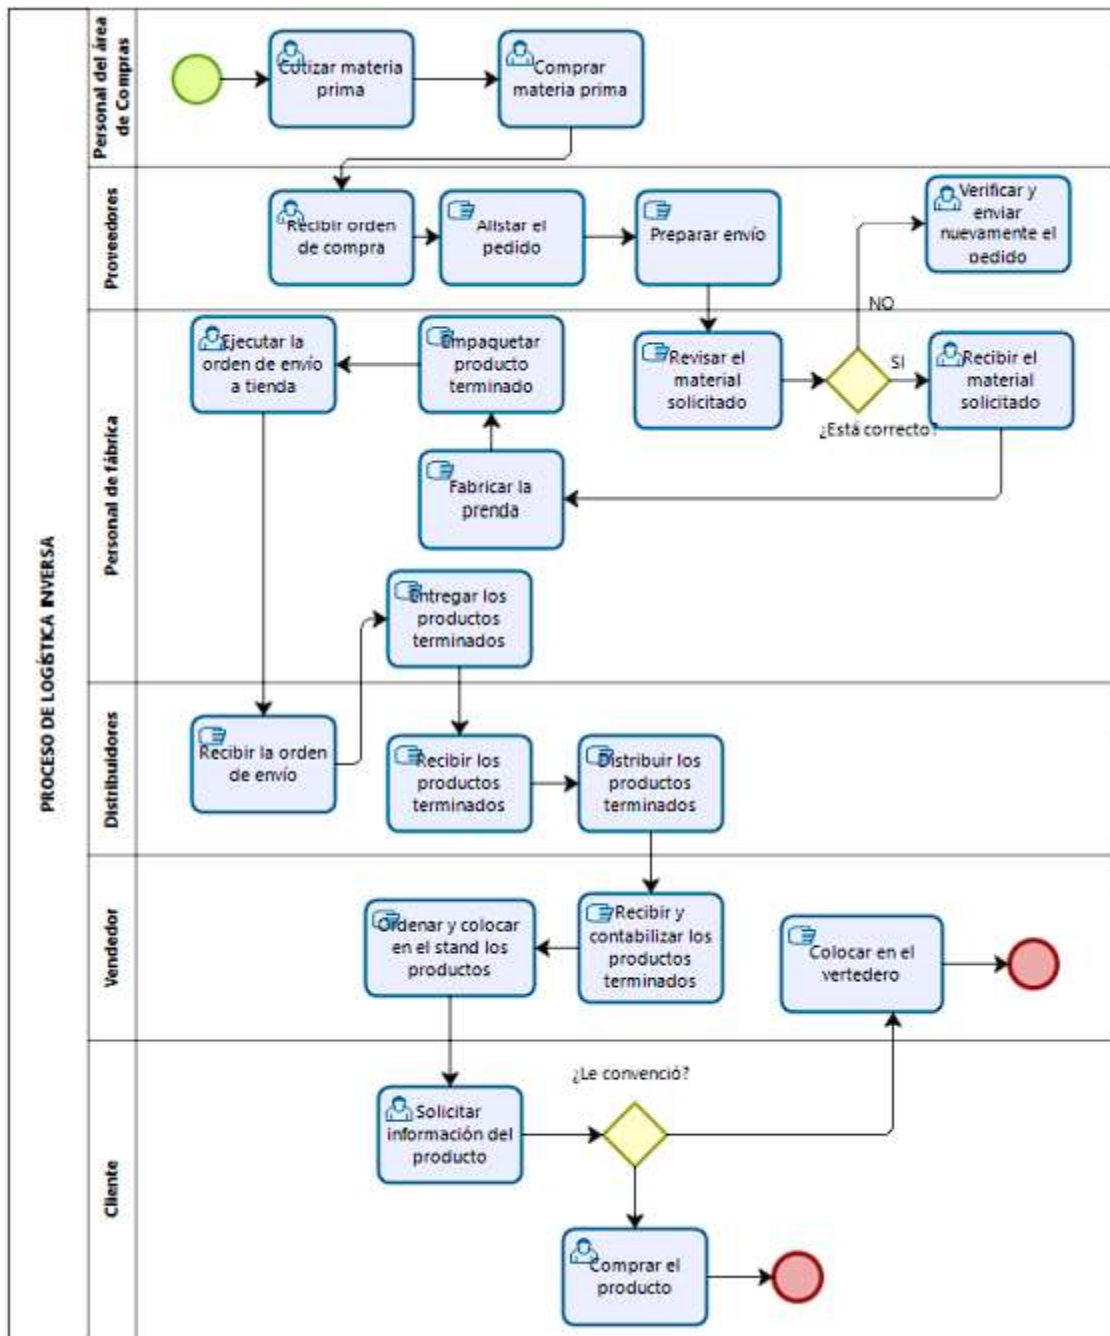 PROCESO DE LOGÍSTICA INVERSA
Personal del área
de Compras
Cotizar materia
prima
Comprar
materia prima
Proveedores
Recibir orden
de compra
Alistar el
pedido
Preparar envío
Verificar y
enviar
nuevamente el
pedido
NO
Personal de fábrica
Ejecutar la
orden de envío
a tienda
Empaquetar
producto
terminado
Revisar el
material
solicitado
SI
¿Está correcto?
Recibir el
material
solicitado
Fabricar la
prenda
Entregar los
productos
terminados
Distribuidores
Recibir la orden
de envío
Recibir los
productos
terminados
Distribuir los
productos
terminados
Vendedor
Ordenar y colocar
en el stand los
productos
Recibir y
contabilizar los
productos
terminados
Colocar en el
vertedero
Cliente
¿Le convenció?
Solicitar
información del
producto
Comprar el
producto